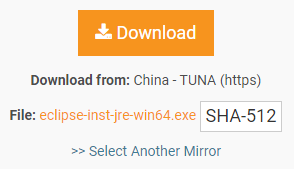 Download
Download from: China - TUNA (https)
File: eclipse-inst-jre-win64.exe SHA-512
>> Select Another Mirror